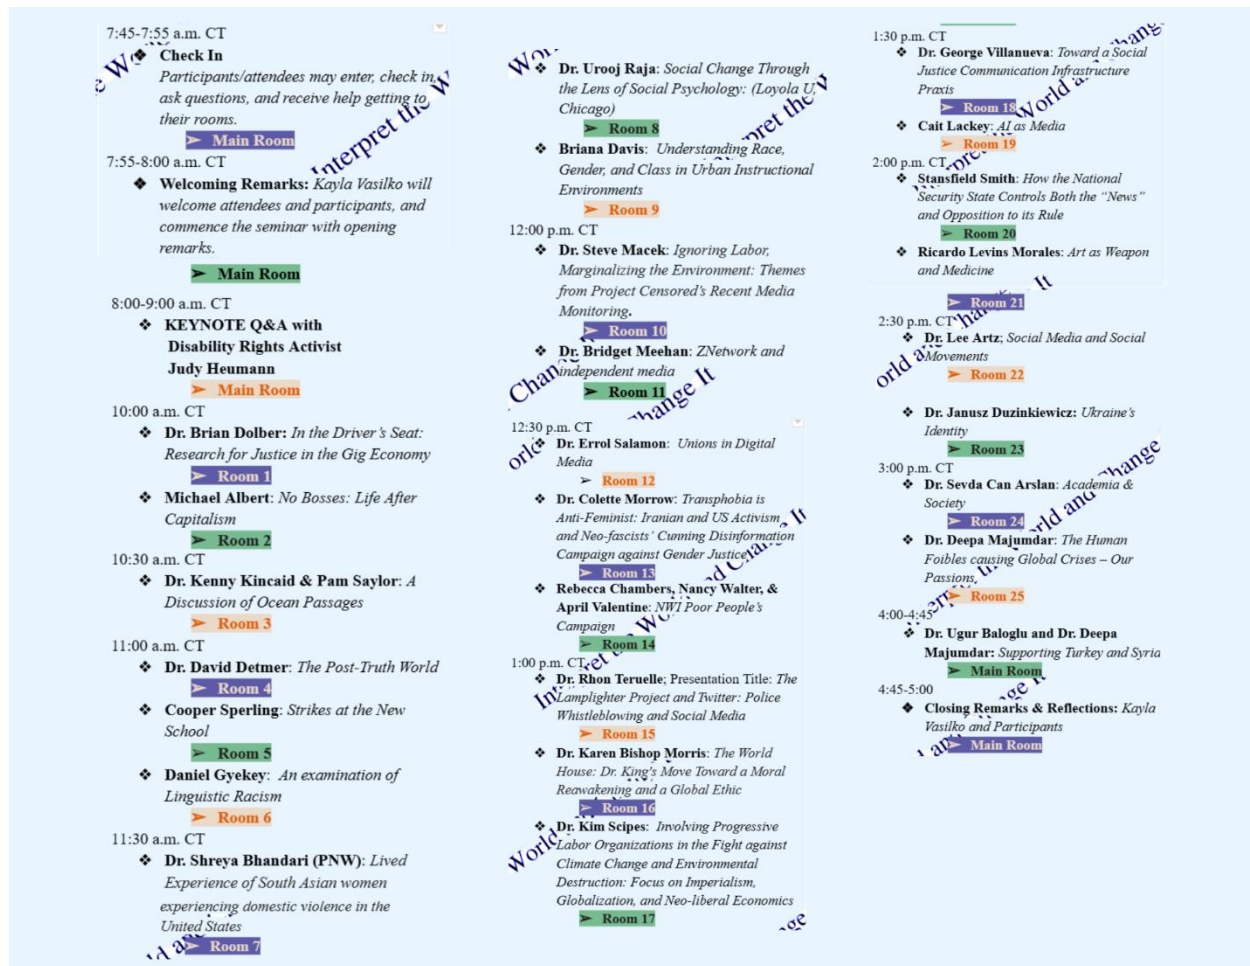 7:45-7:55 a.m. CT
❖ Check In
Participants/attendees may enter, check in,
ask questions, and receive help getting to
their rooms.
➢ Main Room
7:55-8:00 a.m. CT
❖ Welcoming Remarks: Kayla Vasilko will
welcome attendees and participants, and
commence the seminar with opening
remarks.
➢ Main Room
8:00-9:00 a.m. CT
❖ KEYNOTE Q&A with
Disability Rights Activist
Judy Heumann
➢ Main Room
10:00 a.m. CT
❖ Dr. Brian Dolber: In the Driver's Seat:
Research for Justice in the Gig Economy
➢ Room 1
❖ Michael Albert: No Bosses: Life After
Capitalism
➢ Room 2
10:30 a.m. CT
❖ Dr. Kenny Kincaid & Pam Saylor: A
Discussion of Ocean Passages
➢ Room 3
11:00 a.m. CT
❖ Dr. David Detmer: The Post-Truth World
➢ Room 4
❖ Cooper Sperling: Strikes at the New
School
➢ Room 5
❖ Daniel Gyekey: An examination of
Linguistic Racism
➢ Room 6
11:30 a.m. CT
❖ Dr. Shreya Bhandari (PNW): Lived
Experience of South Asian women
experiencing domestic violence in the
United States
➢ Room 7
❖ Dr. Urooj Raja: Social Change Through
the Lens of Social Psychology: (Loyola U,
Chicago)
➢ Room 8
❖ Briana Davis: Understanding Race,
Gender, and Class in Urban Instructional
Environments
➢ Room 9
12:00 p.m. CT
❖ Dr. Steve Macek: Ignoring Labor,
Marginalizing the Environment: Themes
from Project Censored's Recent Media
Monitoring.
➢ Room 10
❖ Dr. Bridget Meehan: ZNetwork and
independent media
➢ Room 11
12:30 p.m. CT
❖ Dr. Errol Salamon: Unions in Digital
Media
➢ Room 12
❖ Dr. Colette Morrow: Transphobia is
Anti-Feminist: Iranian and US Activism
and Neo-fascists' Cunning Disinformation
Campaign against Gender Justice
➢ Room 13
❖ Rebecca Chambers, Nancy Walter, &
April Valentine: NWI Poor People's
Campaign
➢ Room 14
1:00 p.m. CT
❖ Dr. Rhon Teruelle; Presentation Title: The
Lamplighter Project and Twitter: Police
Whistleblowing and Social Media
➢ Room 15
❖ Dr. Karen Bishop Morris: The World
House: Dr. King's Move Toward a Moral
Reawakening and a Global Ethic
➢ Room 16
❖ Dr. Kim Scipes: Involving Progressive
Labor Organizations in the Fight against
Climate Change and Environmental
Destruction: Focus on Imperialism,
Globalization, and Neo-liberal Economics
➢ Room 17
1:30 p.m. CT
❖ Dr. George Villanueva: Toward a Social
Justice Communication Infrastructure
Praxis
➢ Room 18
❖ Cait Lackey: AI as Media
➢ Room 19
2:00 p.m. CT
❖ Stansfield Smith: How the National
Security State Controls Both the “News”
and Opposition to its Rule
➢ Room 20
❖ Ricardo Levins Morales: Art as Weapon
and Medicine
➢ Room 21
2:30 p.m. CT
❖ Dr. Lee Artz; Social Media and Social
Movements
➢ Room 22
❖ Dr. Janusz Duzinkiewicz: Ukraine's
Identity
➢ Room 23
3:00 p.m. CT
❖ Dr. Sevda Can Arslan: Academia &
Society
➢ Room 24
❖ Dr. Deepa Majumdar: The Human
Foibles causing Global Crises – Our
Passions,
➢ Room 25
4:00-4:45
❖ Dr. Ugur Baloglu and Dr. Deepa
Majumdar: Supporting Turkey and Syria
➢ Main Room
4:45-5:00
❖ Closing Remarks & Reflections: Kayla
Vasilko and Participants
➢ Main Room